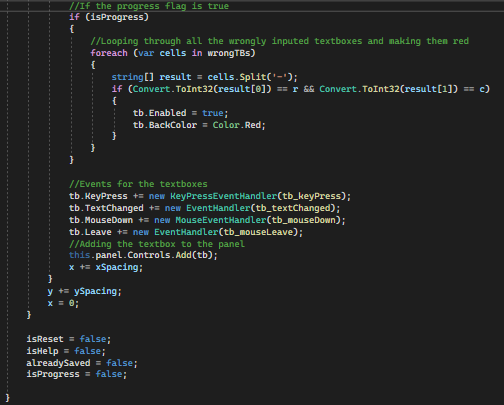 //If the progress flag is true
if (isProgress)
{
//Looping through all the wrongly inputed textboxes and making them red
foreach (var cells in wrongTBs)
{
string[] result = cells.Split('-');
if (Convert.ToInt32(result[0]) == r && Convert.ToInt32(result[1]) == c)
{
tb.Enabled = true;
tb.BackColor = Color.Red;
}
}
}
//Events for the textboxes
tb.KeyPress += new KeyPressEventHandler(tb_keyPress);
tb.TextChanged += new EventHandler(tb_textChanged);
tb.MouseDown += new MouseEventHandler(tb_mouseDown);
tb.Leave += new EventHandler(tb_mouseLeave);
//Adding the textbox to the panel
this.panel.Controls.Add(tb);
x += xSpacing;
}
y += ySpacing;
x = 0;
}
isReset = false;
isHelp = false;
alreadySaved = false;
isProgress = false;
}